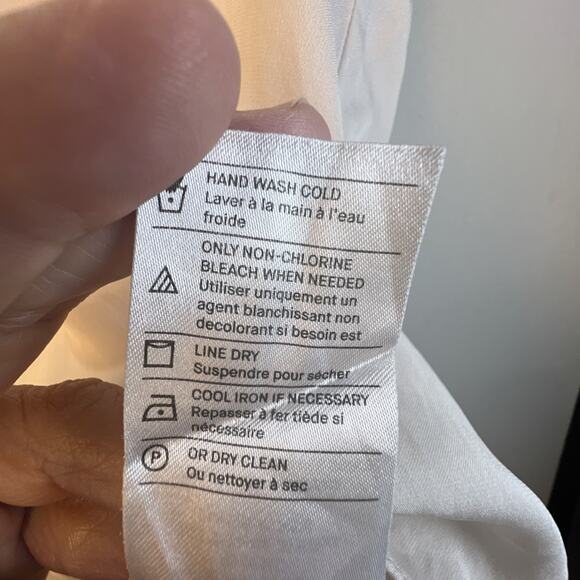 HAND WASH COLD
Laver à la main à l'eau
froide
ONLY NON-CHLORINE
BLEACH WHEN NEEDED
Utiliser uniquement un
agent blanchissant non
decolorant si besoin est
LINE DRY
Suspendre pour sécher
COOL IRON IF NECESSARY
Repasser à fer tiède si
nécessaire
P
OR DRY CLEAN
Ou nettoyer à sec